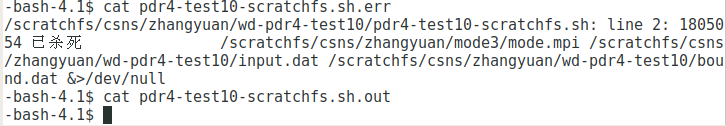 -bash-4.1$ cat pdr4-test10-scratchfs.sh.err
/scratchfs/csns/zhangyuan/wd-pdr4-test10/pdr4-test10-scratchfs.sh: line 2: 18050
54 已杀死                  /scratchfs/csns/zhangyuan/mode3/mode.mpi /scratchfs/csns
/zhangyuan/wd-pdr4-test10/input.dat /scratchfs/csns/zhangyuan/wd-pdr4-test10/bou
nd.dat &>/dev/null
-bash-4.1$ cat pdr4-test10-scratchfs.sh.out
-bash-4.1$